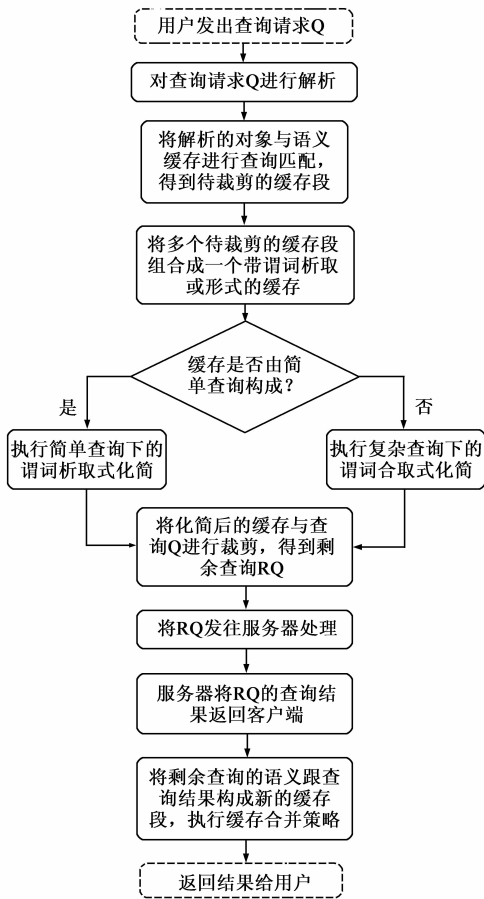 用户发出查询请求Q
对查询请求Q进行解析
将解析的对象与语义
缓存进行查询匹配，
得到待裁剪的缓存段
将多个待裁剪的缓存段
组合成一个带谓词析取
或形式的缓存
缓存是否由简
单查询构成？
是
否
执行简单查询下的
谓词析取式化简
执行复杂查询下的
谓词合取式化简
将化简后的缓存与查
询Q进行裁剪，得到剩
余查询RQ
将RQ发往服务器处理
服务器将RQ的查询结
果返回客户端
将剩余查询的语义跟查
询结果构成新的缓存
段，执行缓存合并策略
返回结果给用户